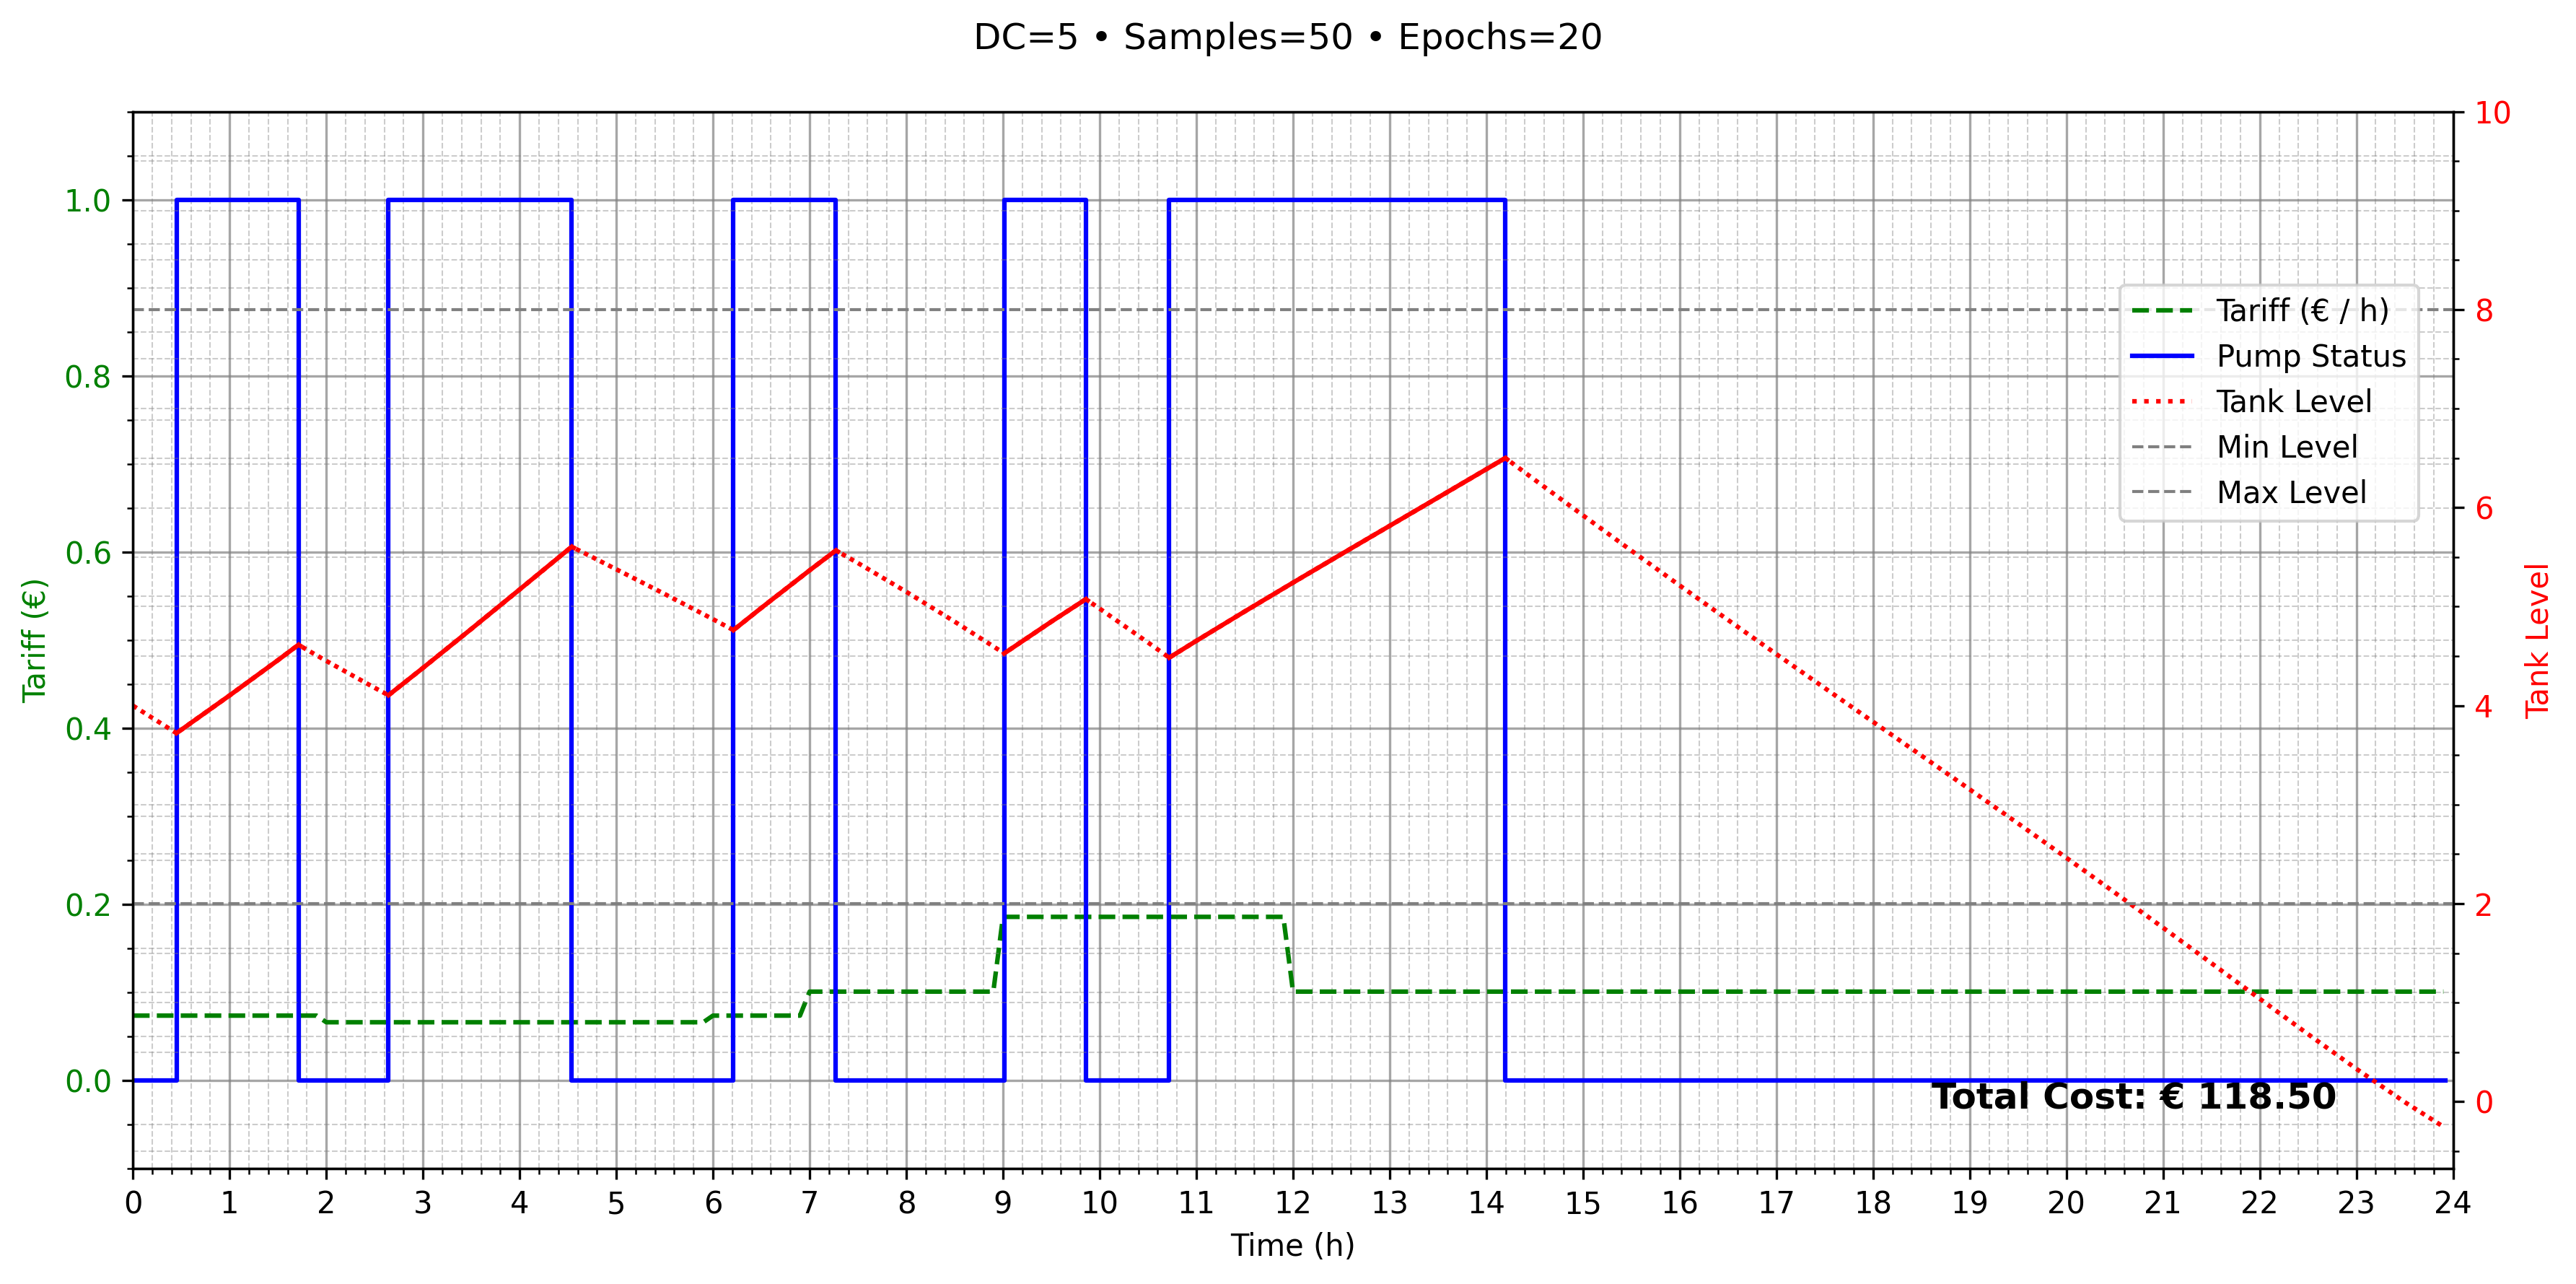 DC=5 • Samples=50 • Epochs=20
1.0
0.8
0.6
0.4
0.2
0.0
Tariff (€)
10
8
6
4
2
0
Tank Level
Tariff (€ / h)
Pump Status
Tank Level
Min Level
Max Level
Total Cost: € 118.50
0 1 2 3 4 5 6 7 8 9 10 11 12 13 14 15 16 17 18 19 20 21 22 23 24
Time (h)